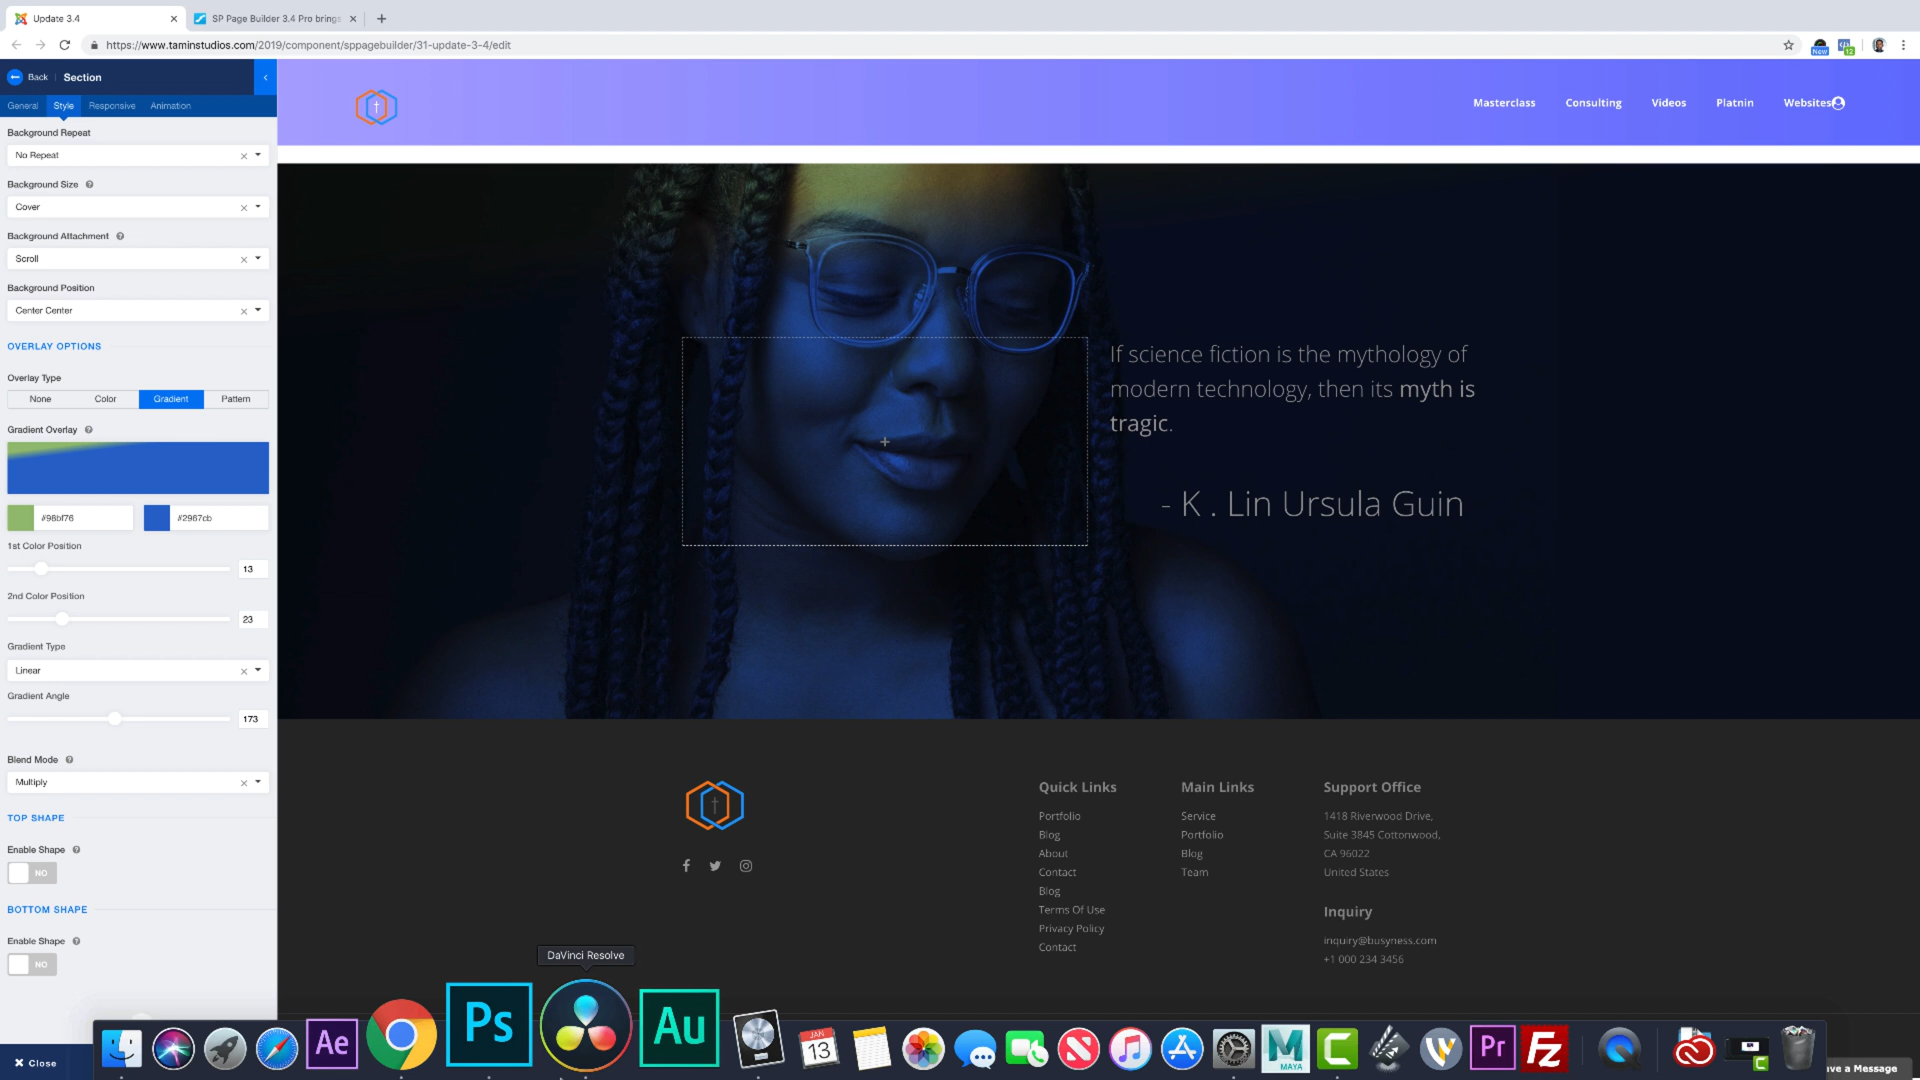 Update 3.4
SP Page Builder 3.4 Pro brings
https://www.taminstudios.com/2019/component/sppagebuilder/31-update-3-4/edit
New
12
Back
Section
General
Style
Responsive
Animation
Masterclass
Consulting
Videos
Platnin
Websites
Background Repeat
No Repeat
Background Size
Cover
Background Attachment
Scroll
Background Position
Center Center
OVERLAY OPTIONS
Overlay Type
None
Color
Gradient
Pattern
Gradient Overlay
#98bf76
#2967cb
1st Color Position
13
2nd Color Position
23
Gradient Type
Linear
Gradient Angle
173
Blend Mode
Multiply
TOP SHAPE
Enable Shape
NO
BOTTOM SHAPE
Enable Shape
NO
Close
If science fiction is the mythology of
modern technology, then its myth is
tragic.
- K . Lin Ursula Guin
Quick Links
Portfolio
Blog
About
Contact
Blog
Terms Of Use
Privacy Policy
Contact
Main Links
Service
Portfolio
Blog
Team
Support Office
1418 Riverwood Drive,
Suite 3845 Cottonwood,
CA 96022
United States
Inquiry
inquiry@busyness.com
+1 000 234 3456
DaVinci Resolve
Ae
Ps
Au
JAN
13
MAYA
Pr
Fz
ve a Message